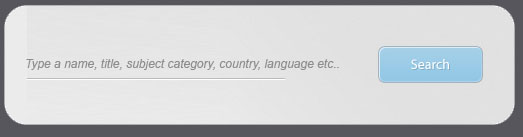 Type a name, title, subject category, country, language etc..
Search